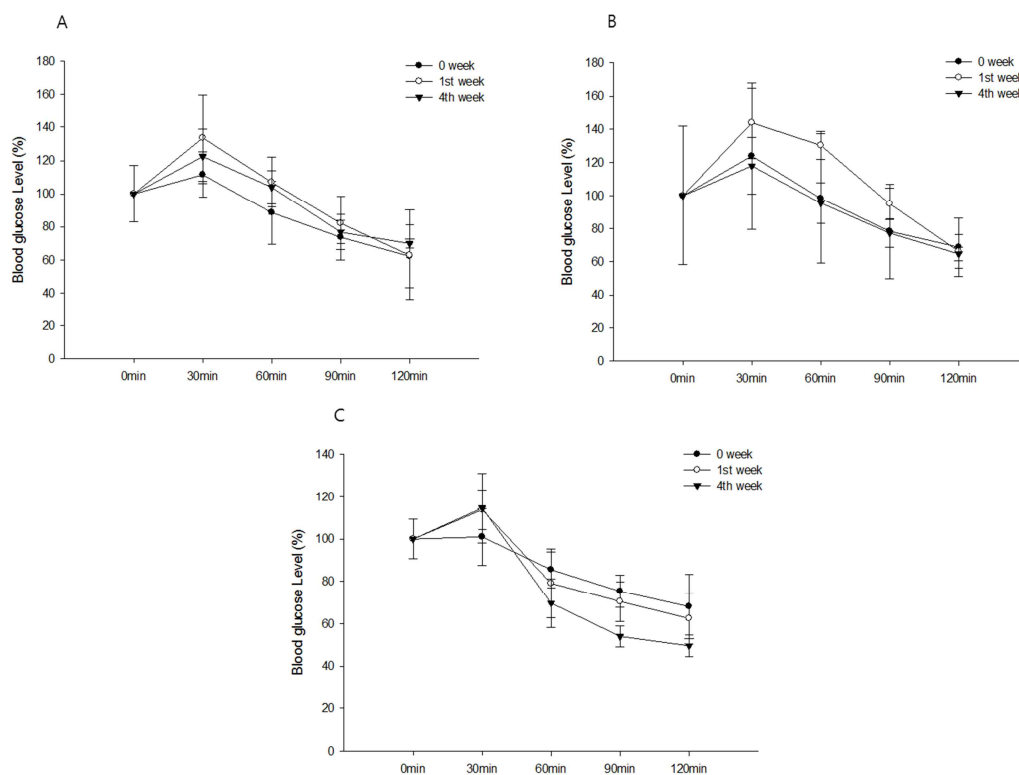 A
180
160
140
120
100
80
60
40
20
0
Blood glucose Level (%)
0 week
1st week
4th week
0min
30min
60min
90min
120min
B
180
160
140
120
100
80
60
40
20
0
Blood glucose Level (%)
0 week
1st week
4th week
0min
30min
60min
90min
120min
C
140
120
100
80
60
40
20
0
Blood glucose Level (%)
0 week
1st week
4th week
0min
30min
60min
90min
120min